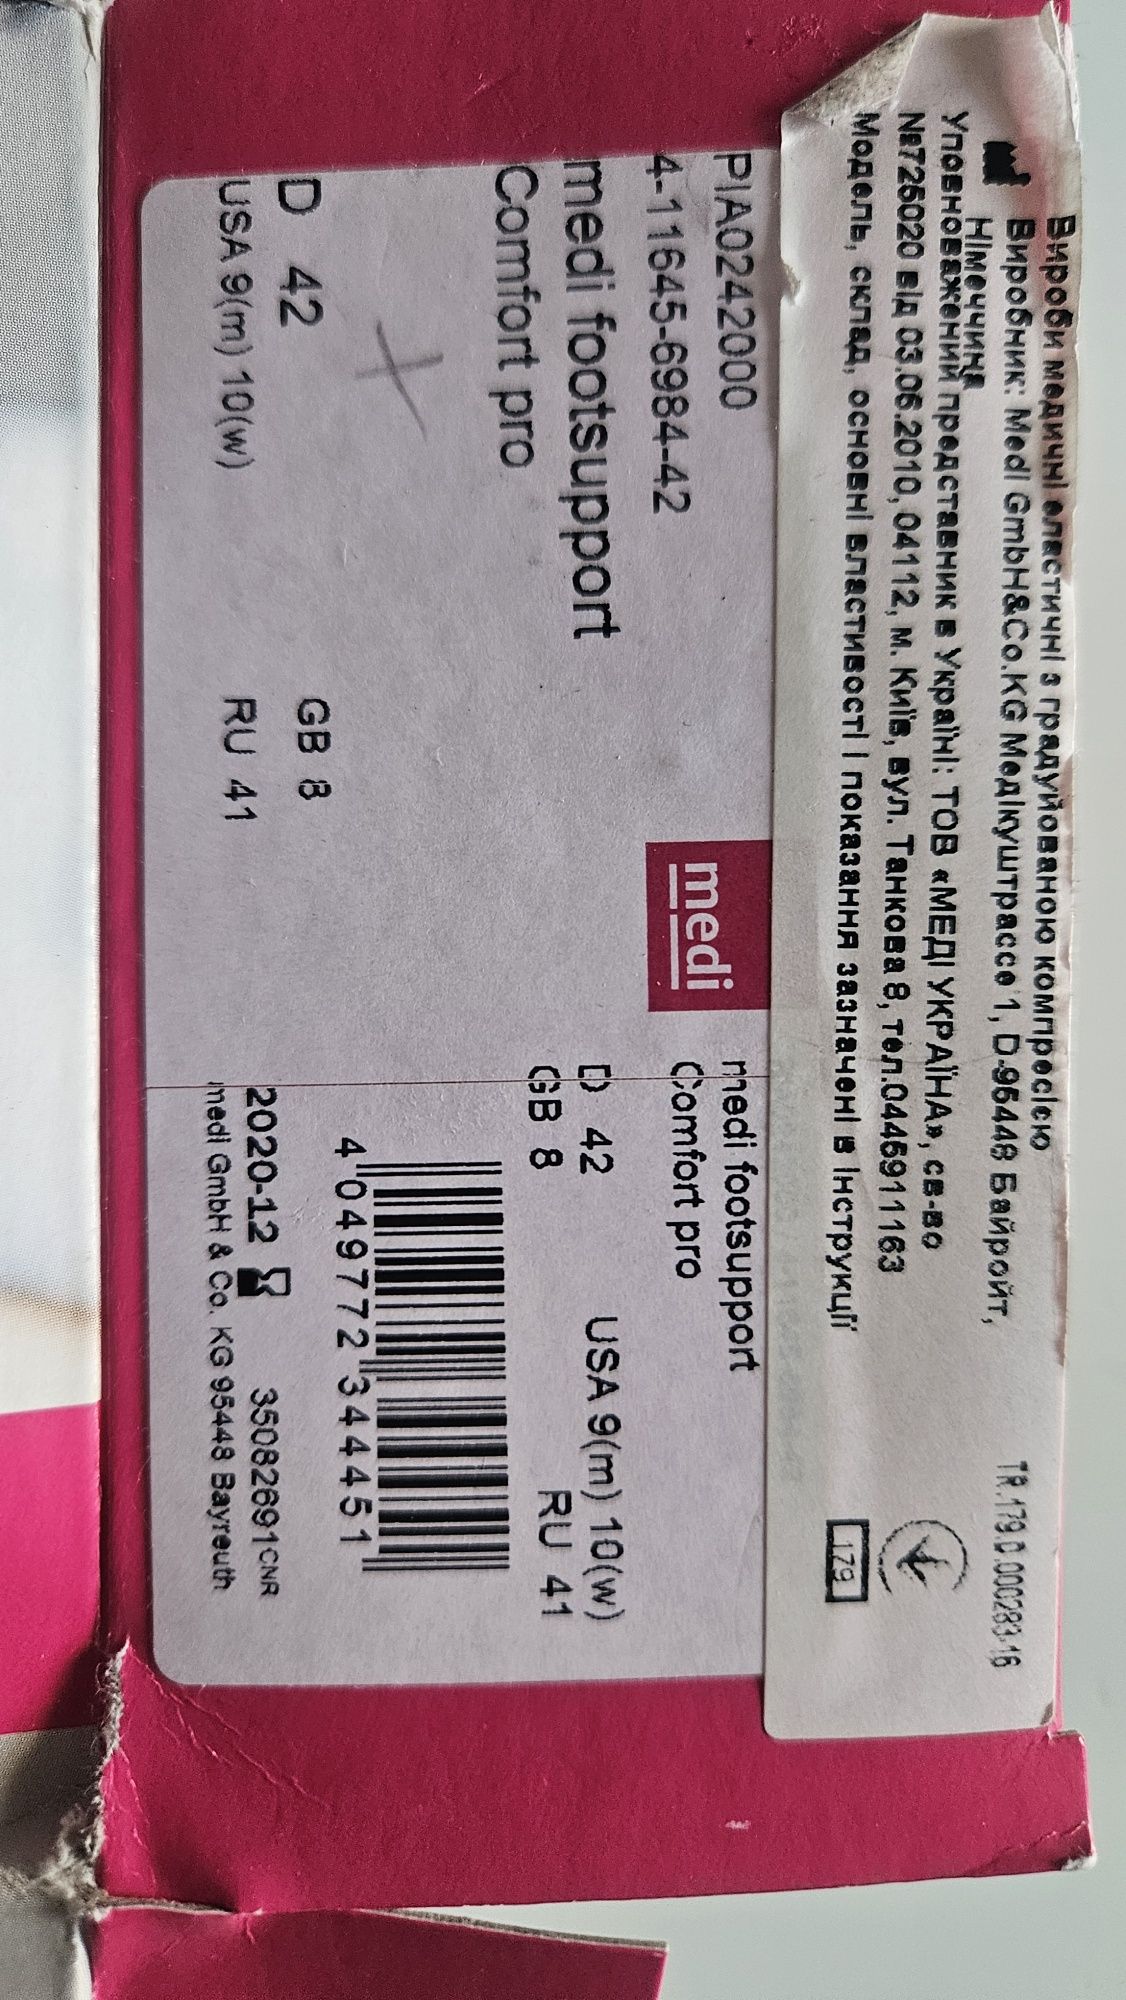 Вироби медичні еластичні з градуйованою компресією
Виробник: Medi GmbH&Co.KG Медікуштрассе 1, D-95448 Байройт,
Німеччина
Уповноважений представник в Україні: ТОВ «МЕДІ УКРАЇНА», св-во
№725020 від 03.06.2010, 04112, м. Київ, вул. Танкова 8, тел.0445911163
Модель, склад, основні властивості і показання зазначені в інструкції
TR.179.D.000283-16
179
PIA0242000
4-11645-6984-42
medi footsupport
Comfort pro
D 42
GB 8
USA 9(m) 10(w)
RU 41
medi
medi footsupport
Comfort pro
D 42
USA 9(m) 10(w)
GB 8
RU 41
4 049772 344451
2020-12
35082691CNR
medi GmbH & Co. KG 95448 Bayreuth